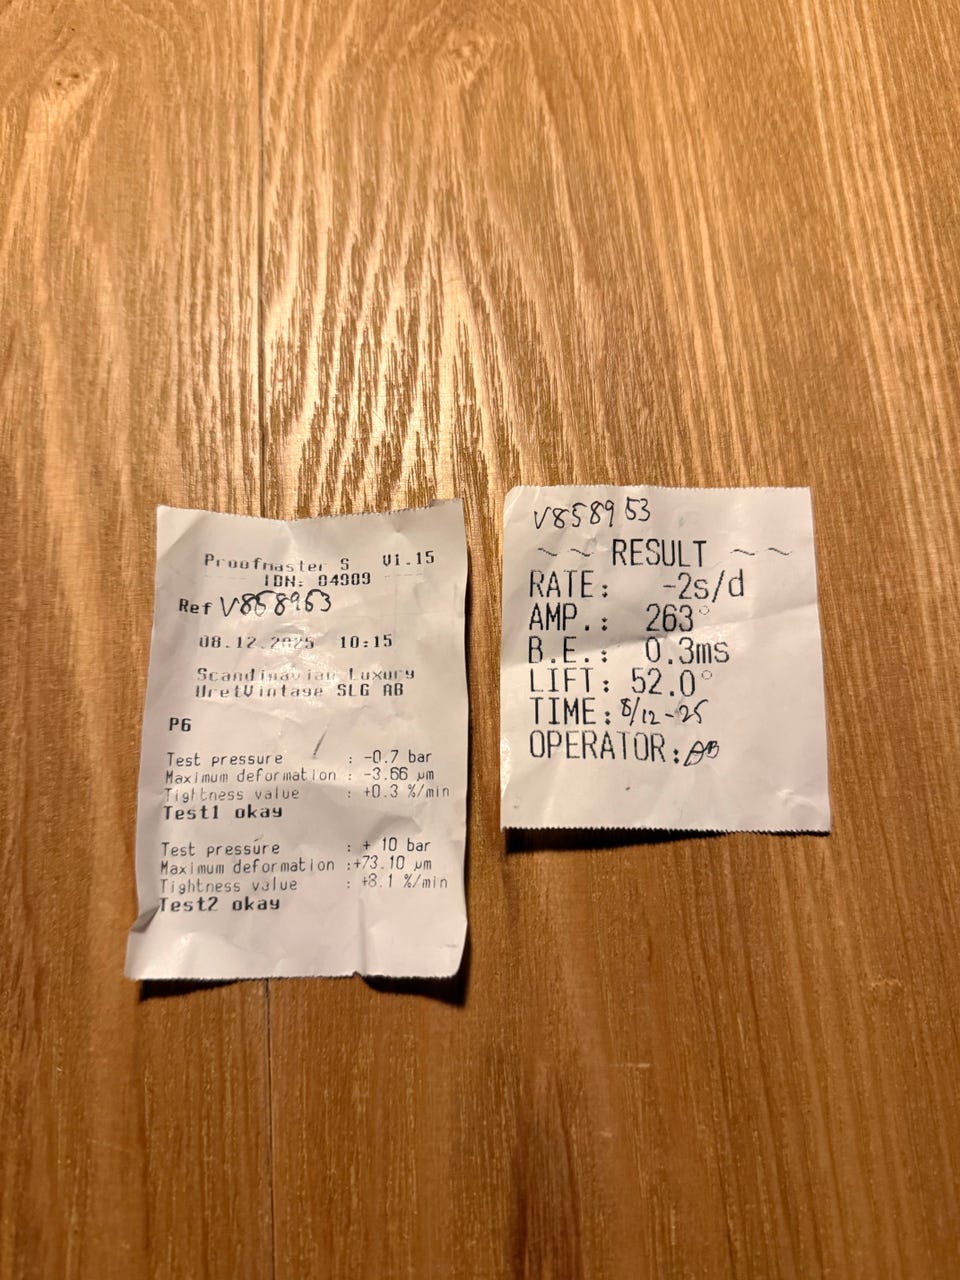 Proofmaster S V1.15
IDN: 04909
Ref V858953
08.12.2025 10:15
Scandinavian Luxury
UretVintage SLG AB
P6
Test pressure : -0.7 bar
Maximum deformation : -3.66 µm
Tightness value : +0.3 %/min
Test1 okay
Test pressure : + 10 bar
Maximum deformation :+73.10 µm
Tightness value : +8.1 %/min
Test2 okay
V858953
~ ~ RESULT ~ ~
RATE: -2s/d
AMP.: 263°
B.E.: 0.3ms
LIFT: 52.0°
TIME: 8/12-25
OPERATOR: